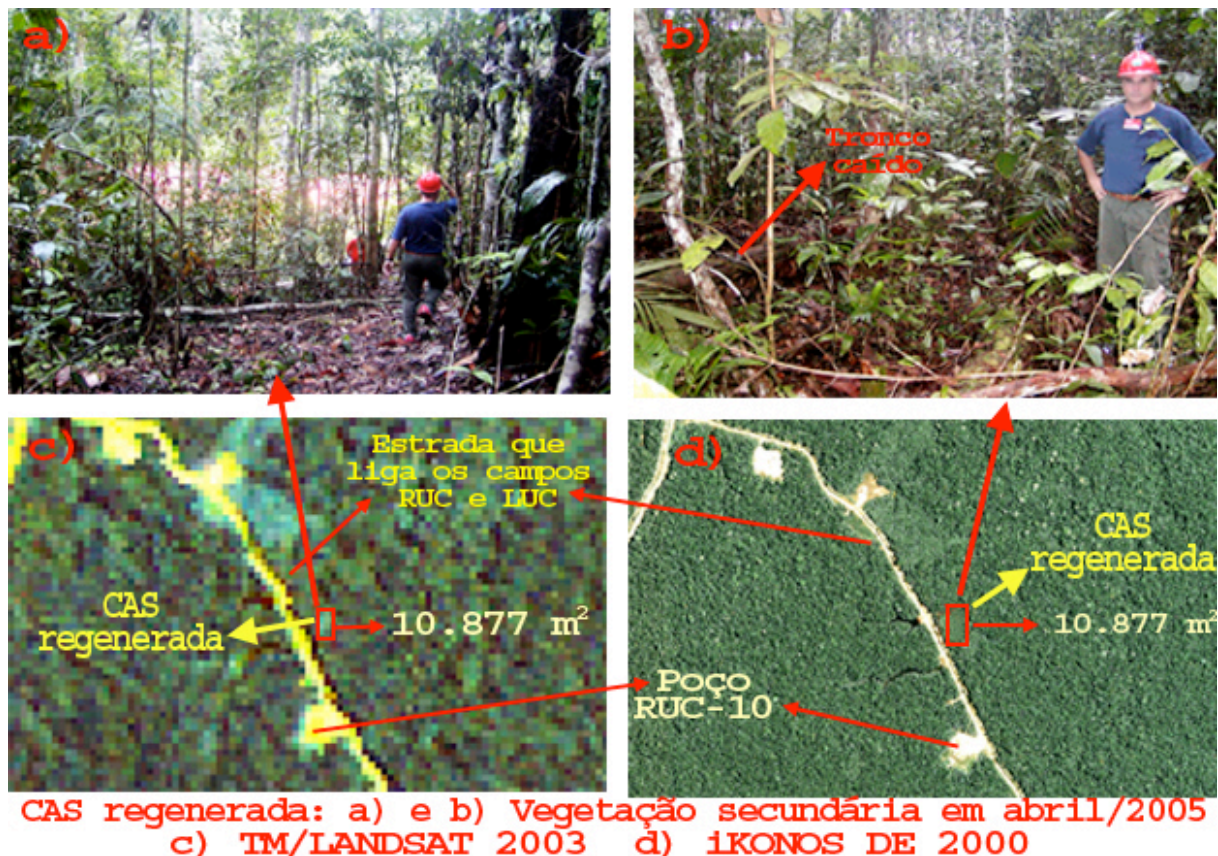 a)
b)
Tronco
caído
c)
Estrada que
liga os campos
RUC e LUC
d)
CAS
regenerada
10.877 m²
CAS
regenerada
10.877 m²
Poço
RUC-10
CAS regenerada: a) e b) Vegetação secundária em abril/2005
c) TM/LANDSAT 2003 d) iKONOS DE 2000